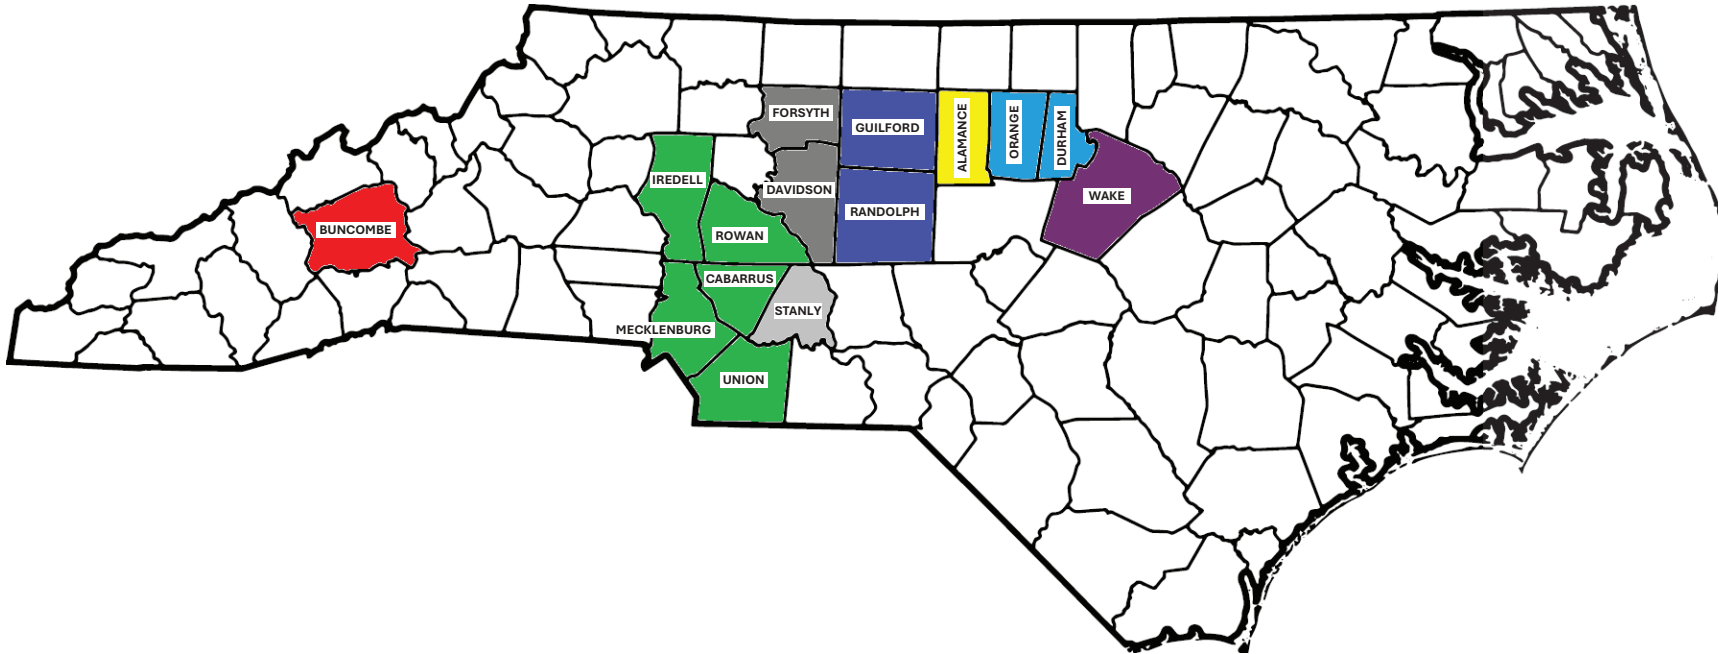 FORSYTH
GUILFORD
ALAMANCE
ORANGE
DURHAM
IREDELL
DAVIDSON
WAKE
RANDOLPH
BUNCOMBE
ROWAN
CABARRUS
STANLY
MECKLENBURG
UNION